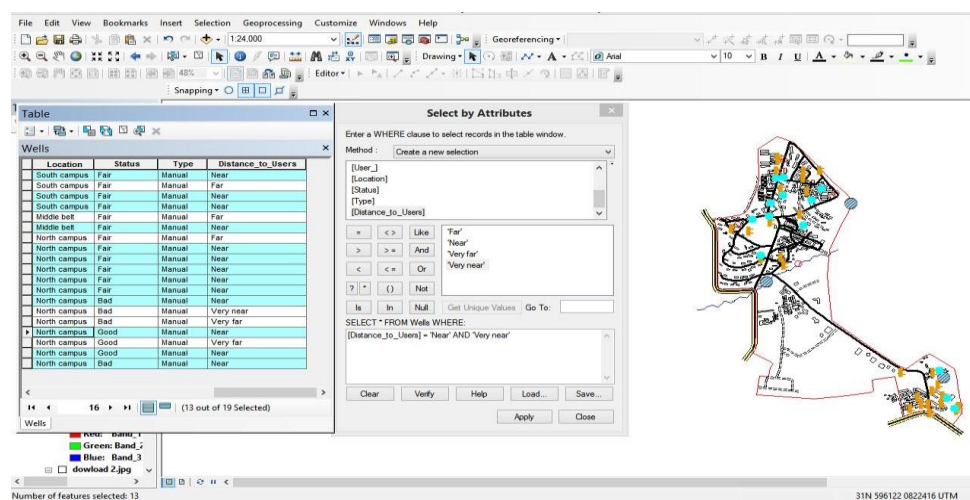 File Edit View Bookmarks Insert Selection Geoprocessing Customize Windows Help
1:24,000
Georeferencing
Drawing
Arial
10
B I U A
48%
Editor
Snapping
Table
Wells
Location Status Type Distance_to_Users
South campus Fair Manual Near
South campus Fair Manual Far
South campus Fair Manual Near
South campus Fair Manual Near
Middle belt Fair Manual Far
Middle belt Fair Manual Near
North campus Fair Manual Far
North campus Fair Manual Near
North campus Fair Manual Near
North campus Fair Manual Near
North campus Fair Manual Near
North campus Fair Manual Near
North campus Bad Manual Near
North campus Bad Manual Very near
North campus Bad Manual Very far
North campus Good Manual Near
North campus Good Manual Very far
North campus Good Manual Near
North campus Bad Manual Near
16
(13 out of 19 Selected)
Wells
Select by Attributes
Enter a WHERE clause to select records in the table window.
Method : Create a new selection
[User_]
[Location]
[Status]
[Type]
[Distance_to_Users]
= < > Like
> > = And
< < = Or
? * ( ) Not
Is In Null
'Far'
'Near'
'Very far'
'Very near'
Get Unique Values Go To:
SELECT * FROM Wells WHERE:
[Distance_to_Users] = 'Near' AND 'Very near'
Clear Verify Help Load... Save...
Apply Close
Red: Band_1
Green: Band_2
Blue: Band_3
dowload 2.jpg
Number of features selected: 13
31N 596122 0822416 UTM